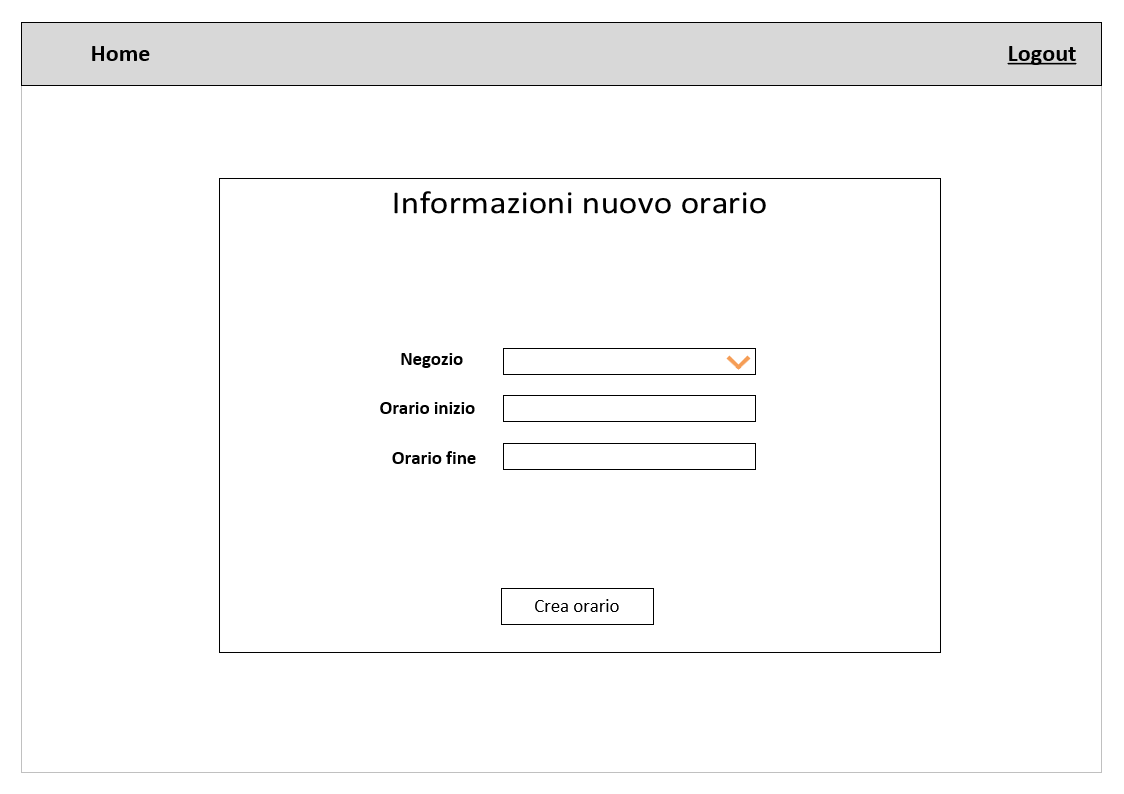 Home
Logout
Informazioni nuovo orario
Negozio
Orario inizio
Orario fine
Crea orario